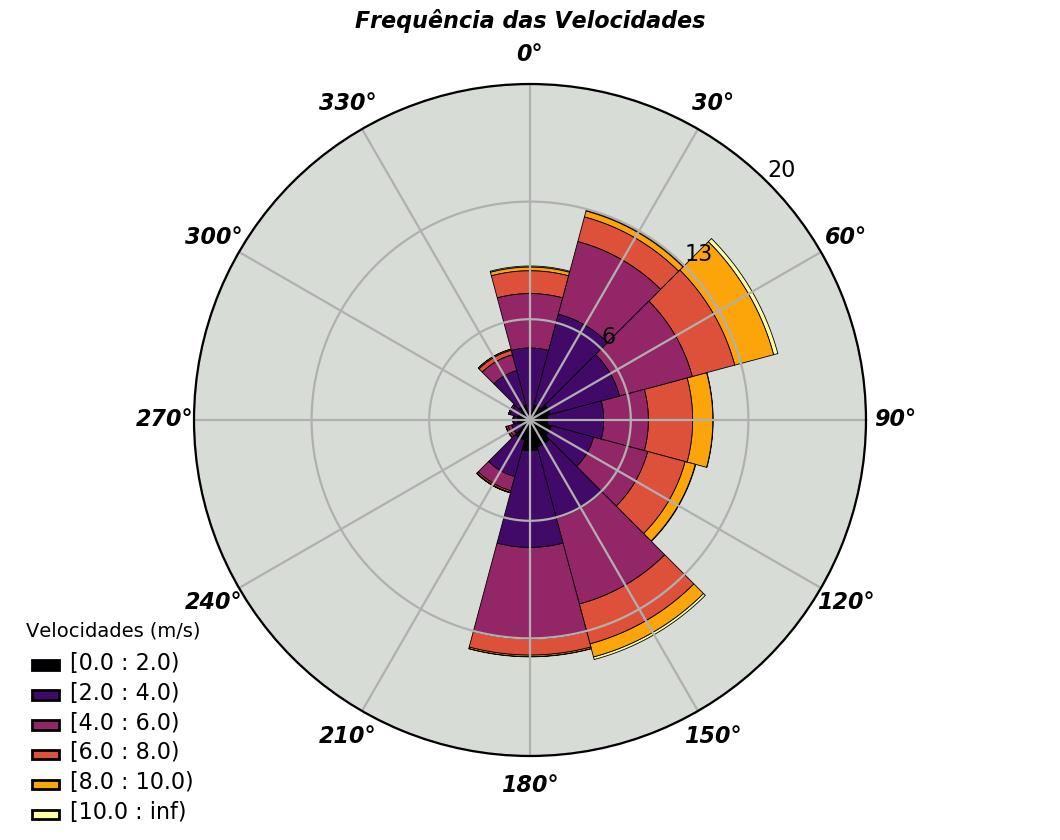 Frequência das Velocidades
0°
330°
30°
20
300°
60°
13
6
270°
90°
240°
120°
210°
150°
180°
Velocidades (m/s)
[0.0 : 2.0)
[2.0 : 4.0)
[4.0 : 6.0)
[6.0 : 8.0)
[8.0 : 10.0)
[10.0 : inf)